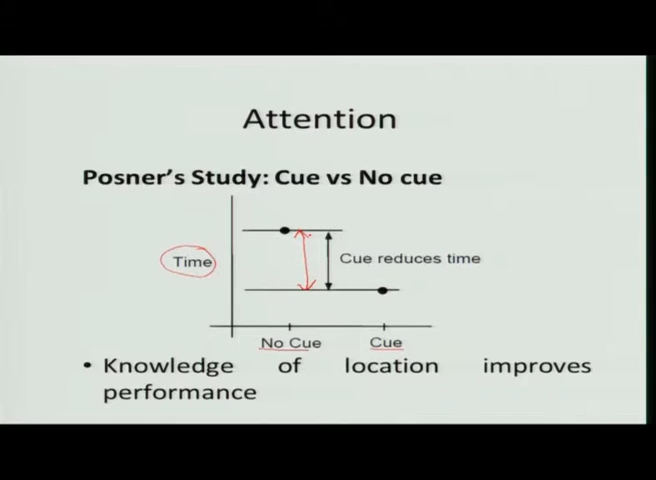 Attention
Posner's Study: Cue vs No cue
Time
Cue reduces time
No Cue
Cue
• Knowledge of location improves
performance